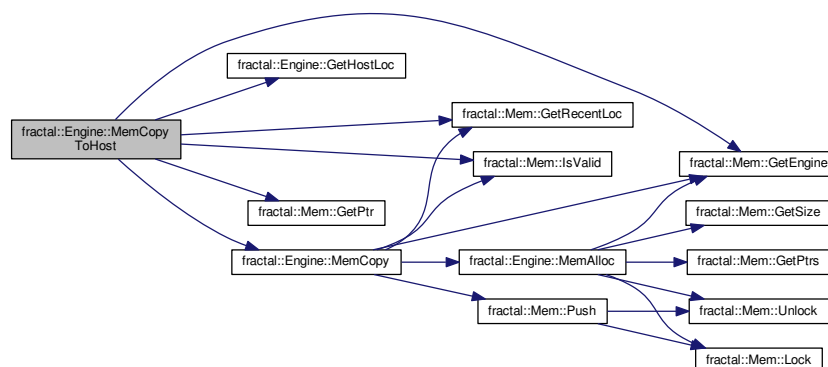 fractal::Engine::MemCopy
ToHost
fractal::Engine::GetHostLoc
fractal::Mem::GetRecentLoc
fractal::Mem::IsValid
fractal::Mem::GetEngine
fractal::Mem::GetPtr
fractal::Mem::GetSize
fractal::Engine::MemCopy
fractal::Engine::MemAlloc
fractal::Mem::GetPtrs
fractal::Mem::Push
fractal::Mem::Unlock
fractal::Mem::Lock